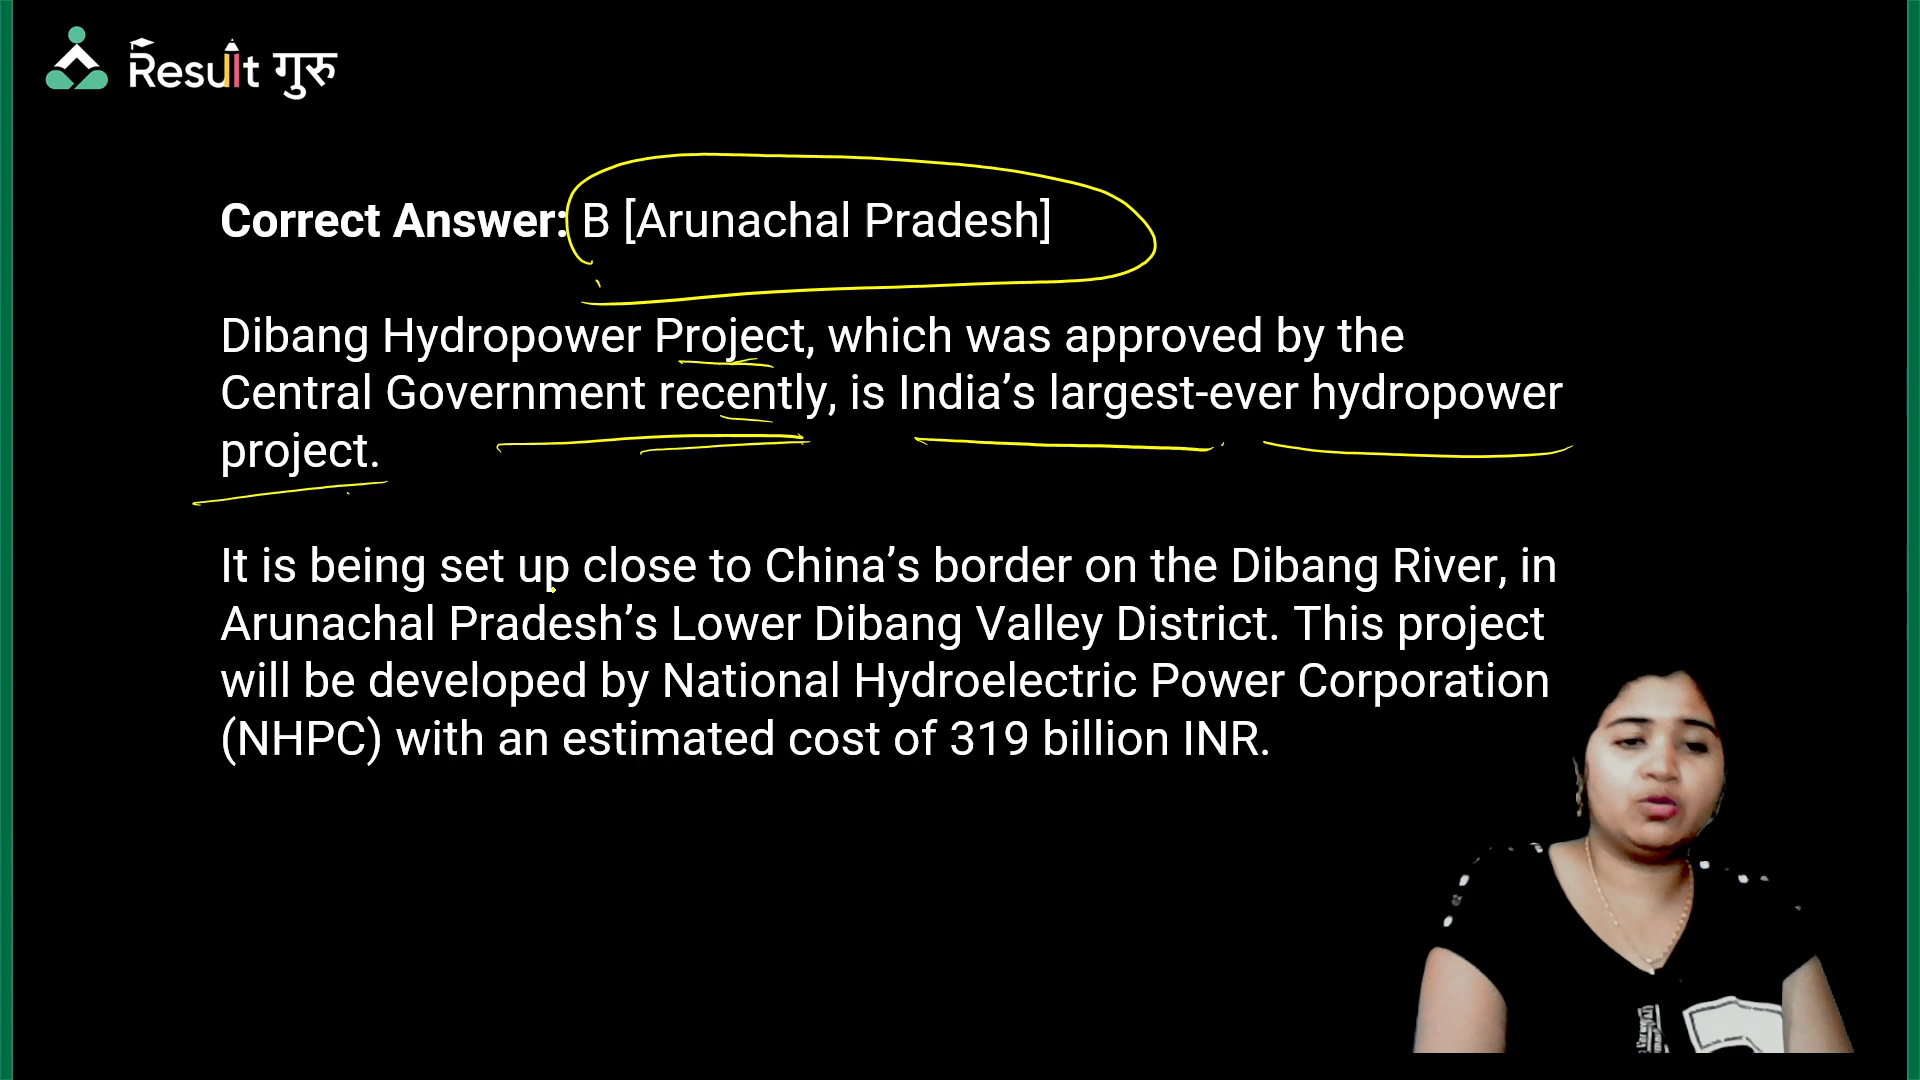 Result गुरु
Correct Answer: B [Arunachal Pradesh]
Dibang Hydropower Project, which was approved by the
Central Government recently, is India’s largest-ever hydropower
project.
It is being set up close to China’s border on the Dibang River, in
Arunachal Pradesh’s Lower Dibang Valley District. This project
will be developed by National Hydroelectric Power Corporation
(NHPC) with an estimated cost of 319 billion INR.